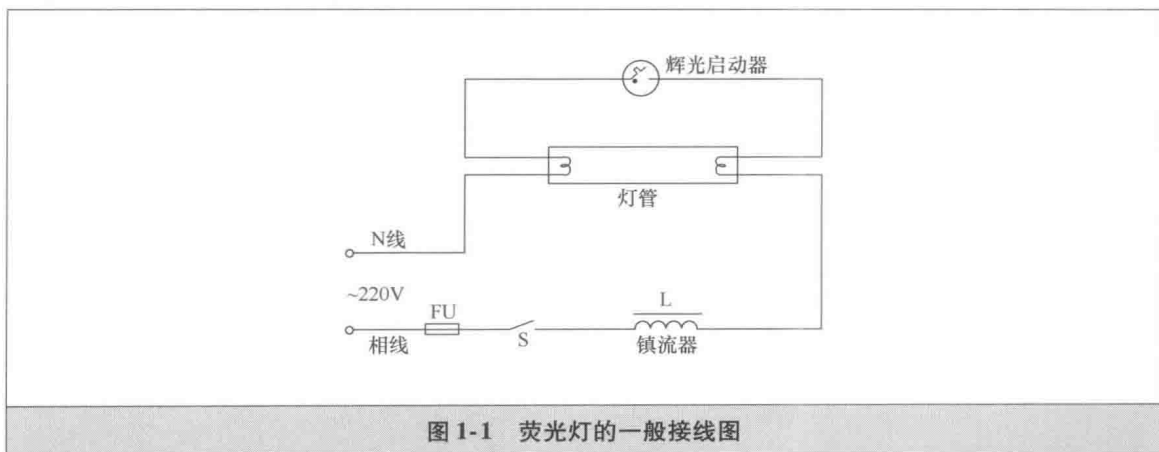 辉光启动器
灯管
N线
~220V
FU
S
L
相线
镇流器
图 1-1 荧光灯的一般接线图